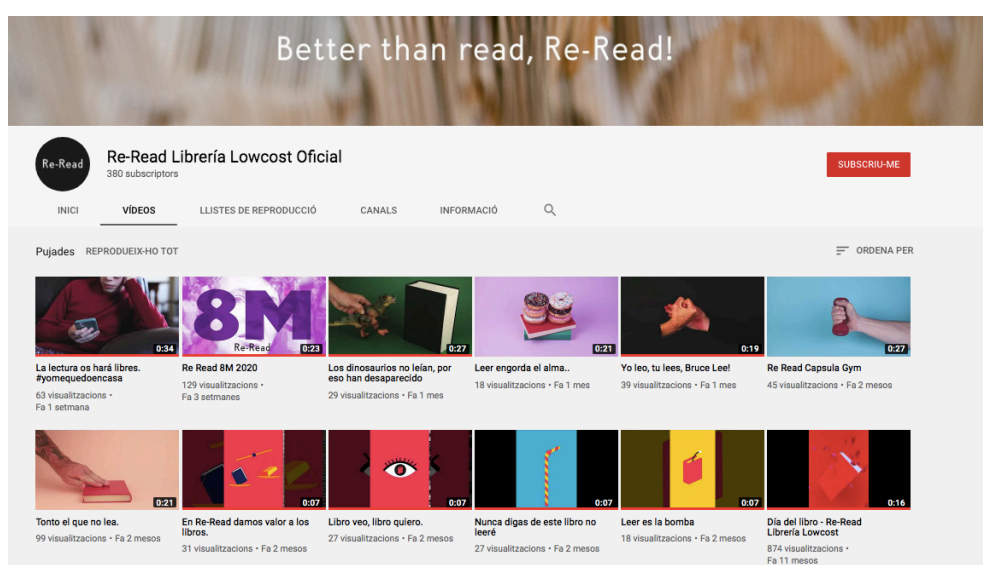 Better than read, Re-Read!
Re-Read
Re-Read Librería Lowcost Oficial
380 subscriptors
SUBSCRIU-ME
INICI VÍDEOS LLISTES DE REPRODUCCIÓ CANALS INFORMACIÓ
Pujades REPRODUEIX-HO TOT
ORDENA PER
0:34
8M
Re-Read
0:23
0:27
0:21
0:19
0:27
La lectura os hará libres.
#yomequedoencasa
63 visualitzacions •
Fa 1 setmana
Re Read 8M 2020
129 visualitzacions •
Fa 3 setmanes
Los dinosaurios no leían, por
eso han desaparecido
29 visualitzacions • Fa 1 mes
Leer engorda el alma..
18 visualitzacions • Fa 1 mes
Yo leo, tu lees, Bruce Lee!
39 visualitzacions • Fa 1 mes
Re Read Capsula Gym
45 visualitzacions • Fa 2 mesos
0:21
0:07
0:07
0:07
0:07
0:16
Tonto el que no lea.
99 visualitzacions • Fa 2 mesos
En Re-Read damos valor a los
libros.
31 visualitzacions • Fa 2 mesos
Libro veo, libro quiero.
27 visualitzacions • Fa 2 mesos
Nunca digas de este libro no
leeré
27 visualitzacions • Fa 2 mesos
Leer es la bomba
18 visualitzacions • Fa 2 mesos
Día del libro - Re-Read
Librería Lowcost
874 visualitzacions •
Fa 11 mesos